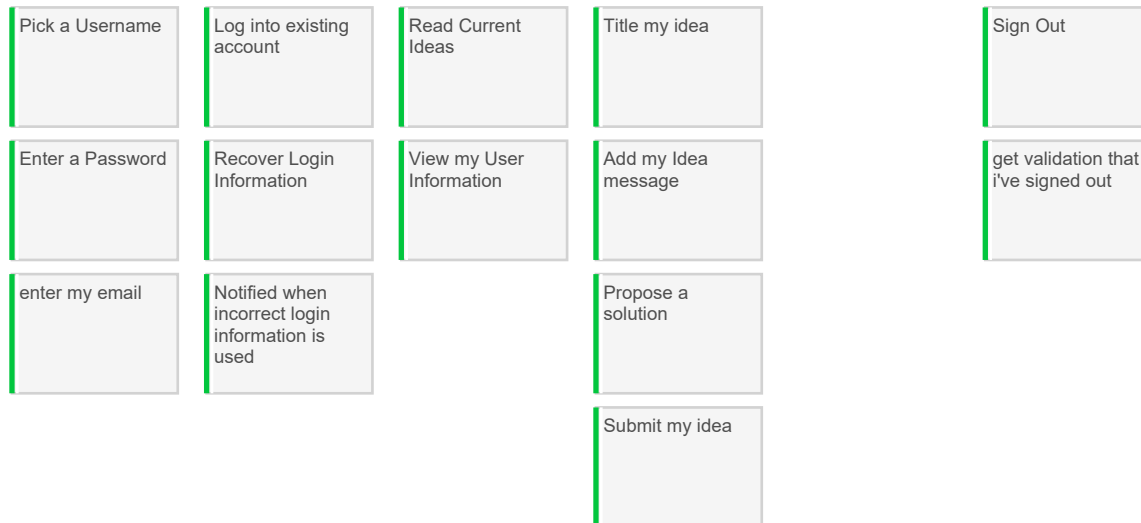 Pick a Username
Log into existing
account
Read Current
Ideas
Title my idea
Sign Out
Enter a Password
Recover Login
Information
View my User
Information
Add my Idea
message
get validation that
i've signed out
enter my email
Notified when
incorrect login
information is
used
Propose a
solution
Submit my idea